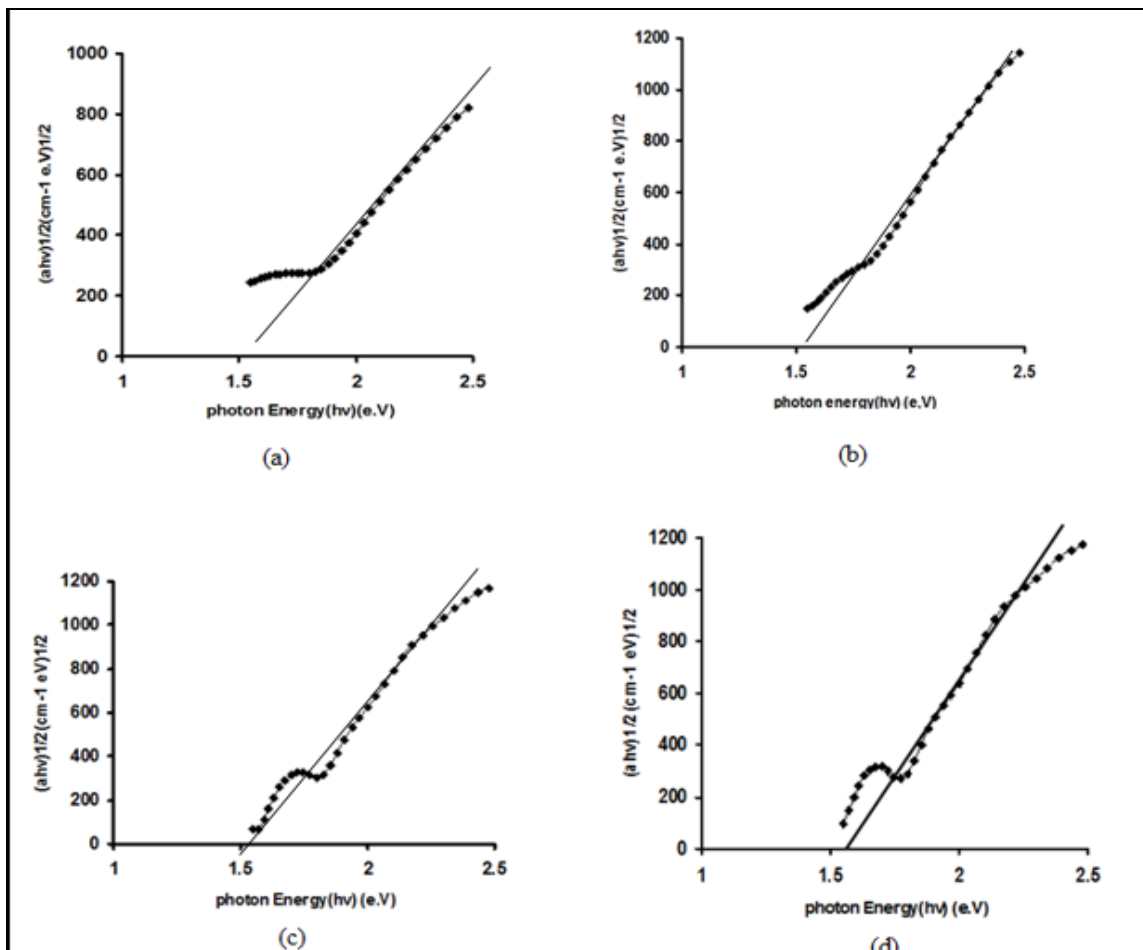 1000
800
600
400
200
0
1 1.5 2 2.5
(ahv)1/2(cm-1 e.V)1/2
photon Energy(hv)(e.V)
(a)
1200
1000
800
600
400
200
0
1 1.5 2 2.5
(ahv)1/2(cm-1 e.V)1/2
photon energy(hv) (e.V)
(b)
1200
1000
800
600
400
200
0
1 1.5 2 2.5
(ahv)1/2(cm-1 eV)1/2
photon Energy(hv) (e.V)
(c)
1200
1000
800
600
400
200
0
1 1.5 2 2.5
(ahv)1/2 (cm-1 eV)1/2
photon Energy(hv) (e.V)
(d)